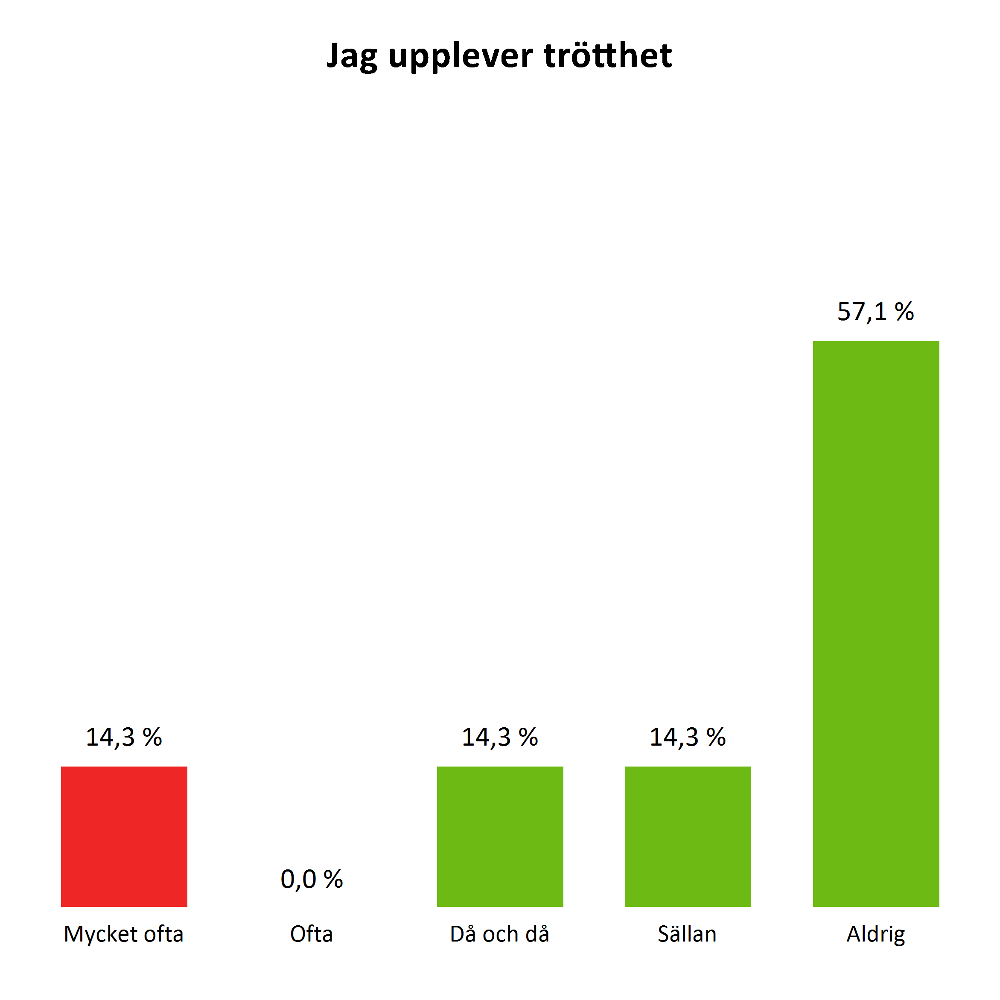 Jag upplever trötthet
57,1 %
14,3 %
14,3 %
14,3 %
0,0 %
Mycket ofta
Ofta
Då och då
Sällan
Aldrig